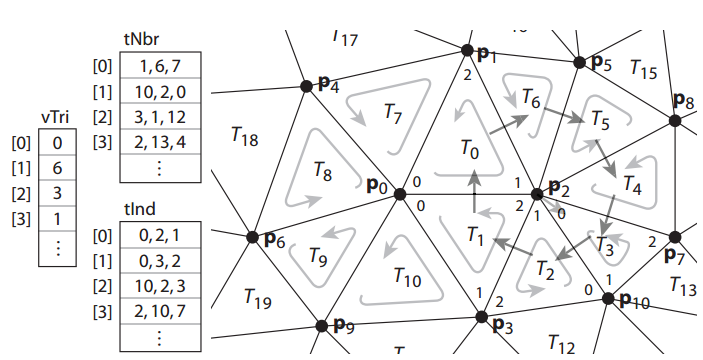 tNbr
[0] 1,6,7
[1] 10,2,0
[2] 3,1,12
[3] 2,13,4
⋮
vTri
[0] 0
[1] 6
[2] 3
[3] 1
⋮
tInd
[0] 0,2,1
[1] 0,3,2
[2] 10,2,3
[3] 2,10,7
⋮
T17
p1
p5
T15
p4
2
T6
p8
T7
T5
T18
T0
T8
T4
p0 0 1 p2
0 2 1 0
p6
T1
T3 2
p7
T9
T2
T10
T13
T19
1 2
0 1
p10
p9
p3
T12